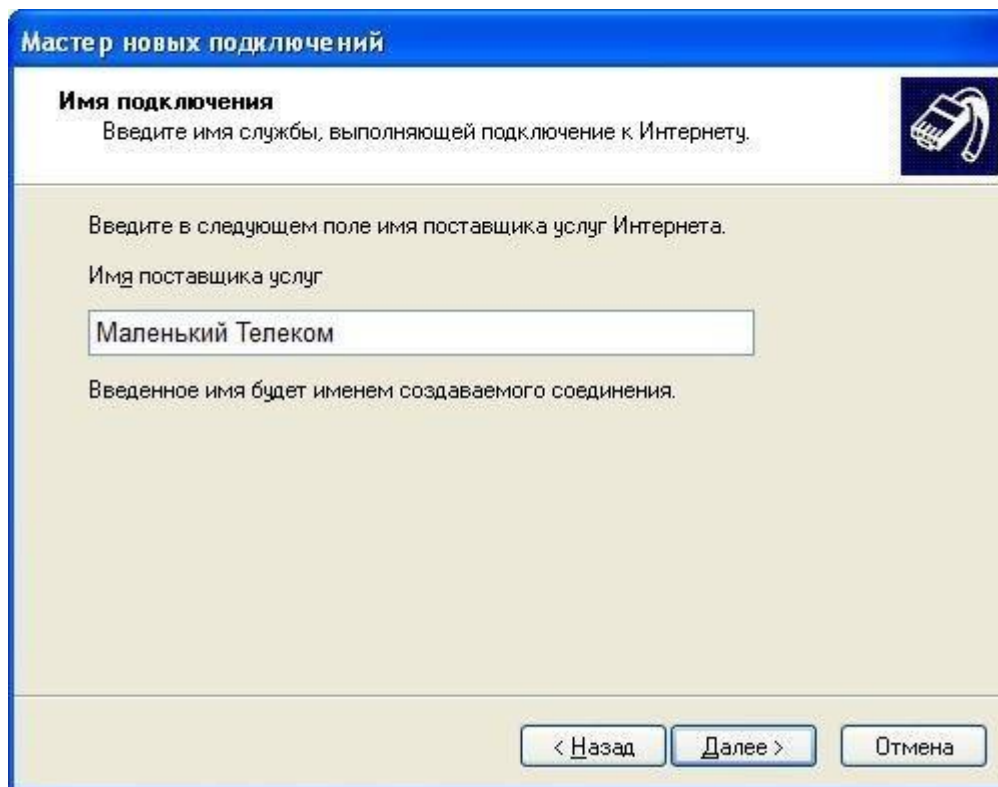 Мастер новых подключений
Имя подключения
Введите имя службы, выполняющей подключение к Интернету.
Введите в следующем поле имя поставщика услуг Интернета.
Имя поставщика услуг
Маленький Телеком
Введенное имя будет именем создаваемого соединения.
< Назад Далее > Отмена